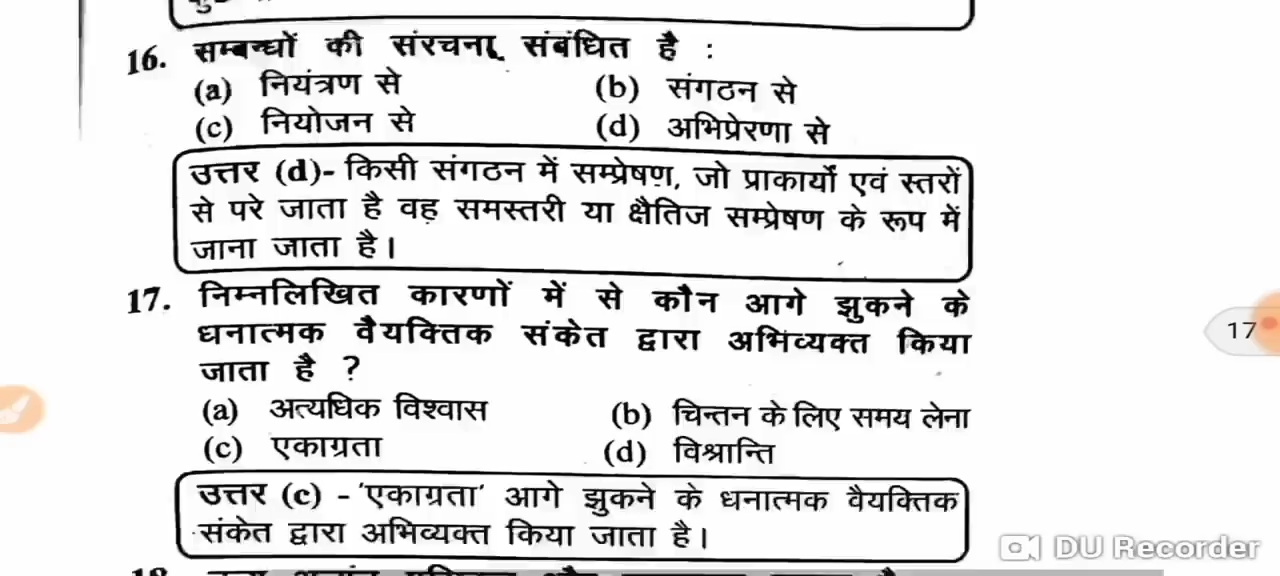 16. सम्बन्धों की संरचना संबंधित है :
(a) नियंत्रण से (b) संगठन से
(c) नियोजन से (d) अभिप्रेरणा से
उत्तर (d)- किसी संगठन में सम्प्रेषण, जो प्राकार्यों एवं स्तरों
से परे जाता है वह समस्तरी या क्षैतिज सम्प्रेषण के रूप में
जाना जाता है।
17. निम्नलिखित कारणों में से कौन आगे झुकने के
धनात्मक वैयक्तिक संकेत द्वारा अभिव्यक्त किया
जाता है ?
(a) अत्यधिक विश्वास (b) चिन्तन के लिए समय लेना
(c) एकाग्रता (d) विश्रान्ति
उत्तर (c) - 'एकाग्रता' आगे झुकने के धनात्मक वैयक्तिक
संकेत द्वारा अभिव्यक्त किया जाता है।
17
DU Recorder